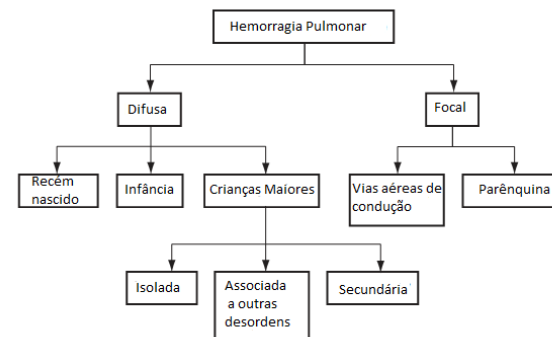 Hemorragia Pulmonar
Difusa
Focal
Recém
nascido
Infância
Crianças Maiores
Vias aéreas de
condução
Parênquina
Isolada
Associada
a outras
desordens
Secundária